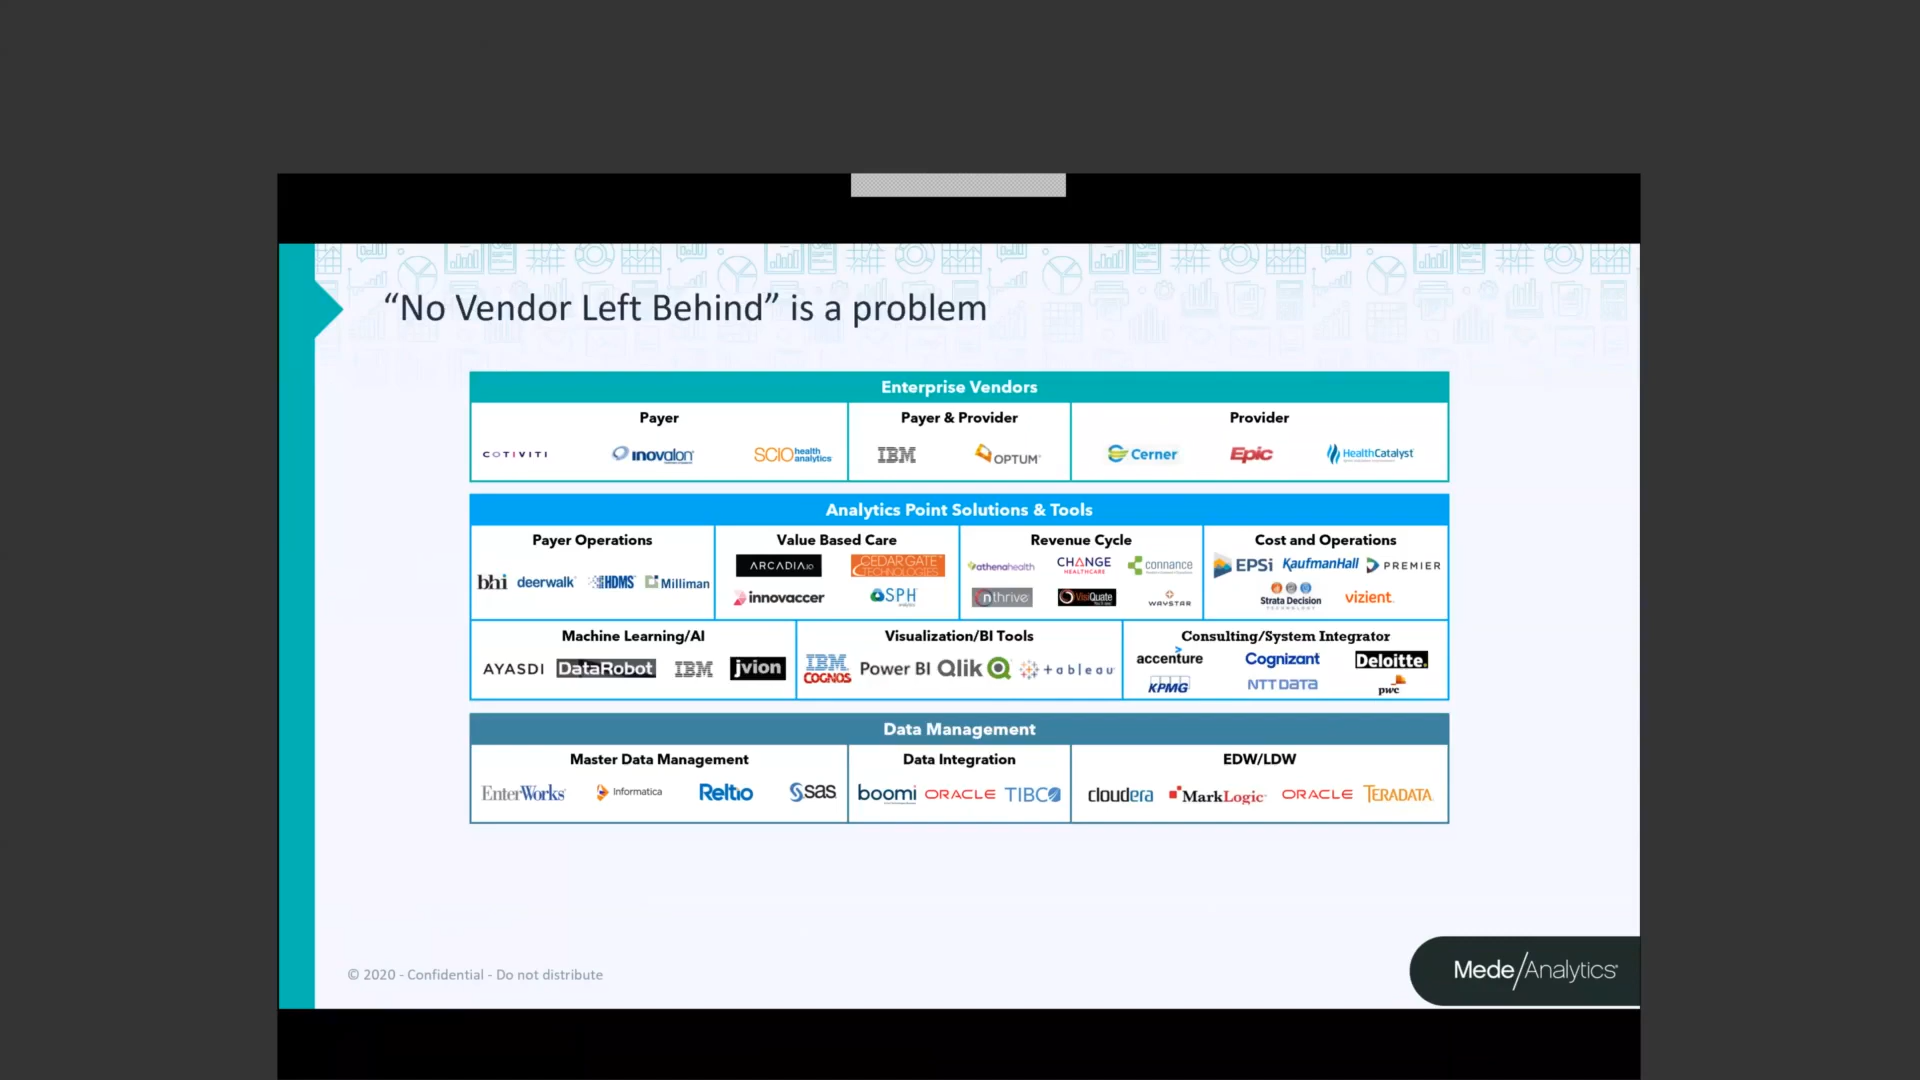 “No Vendor Left Behind” is a problem
Enterprise Vendors
Payer
COTIVITI inovalon SCIO health analytics
Payer & Provider
IBM OPTUM
Provider
Cerner Epic HealthCatalyst
Analytics Point Solutions & Tools
Payer Operations
bhi deerwalk HDMS Milliman
Value Based Care
ARCADIA.IO CEDAR GATE TECHNOLOGIES
innovaccer SPH analytics
Revenue Cycle
athenahealth CHANGE HEALTHCARE connance
nthrive VisiQuate WAYSTAR
Cost and Operations
EPSi KaufmanHall PREMIER
Strata Decision TECHNOLOGY vizient
Machine Learning/AI
AYASDI DataRobot IBM jvion
Visualization/BI Tools
IBM COGNOS Power BI Qlik +ableau
Consulting/System Integrator
accenture Cognizant Deloitte.
KPMG NTT DATA pwc
Data Management
Master Data Management
EnterWorks Informatica Reltio sas
Data Integration
boomi ORACLE TIBCO
EDW/LDW
cloudera MarkLogic ORACLE TERADATA
© 2020 - Confidential - Do not distribute
Mede/Analytics